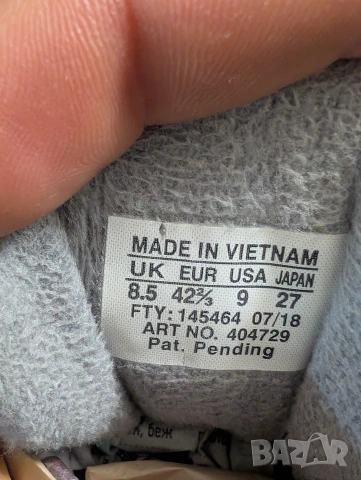 MADE IN VIETNAM
UK EUR USA JAPAN
8.5 42⅔ 9 27
FTY: 145464 07/18
ART NO. 404729
Pat. Pending
беж
BAZAR